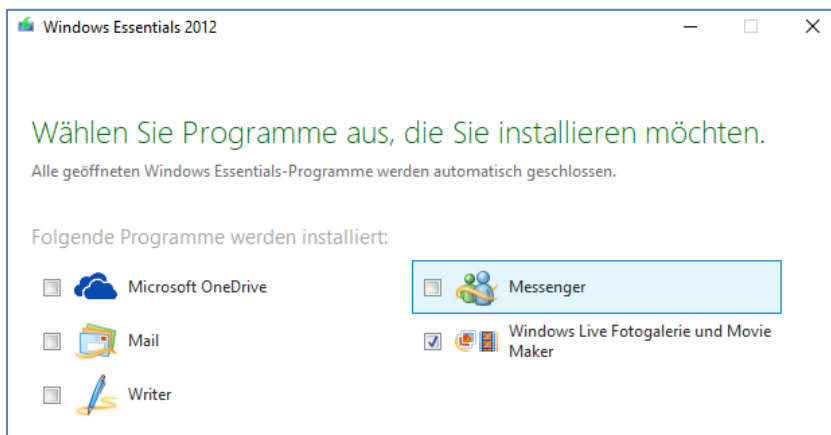 Windows Essentials 2012
Wählen Sie Programme aus, die Sie installieren möchten.
Alle geöffneten Windows Essentials-Programme werden automatisch geschlossen.
Folgende Programme werden installiert:
Microsoft OneDrive
Messenger
Mail
Windows Live Fotogalerie und Movie
Maker
Writer